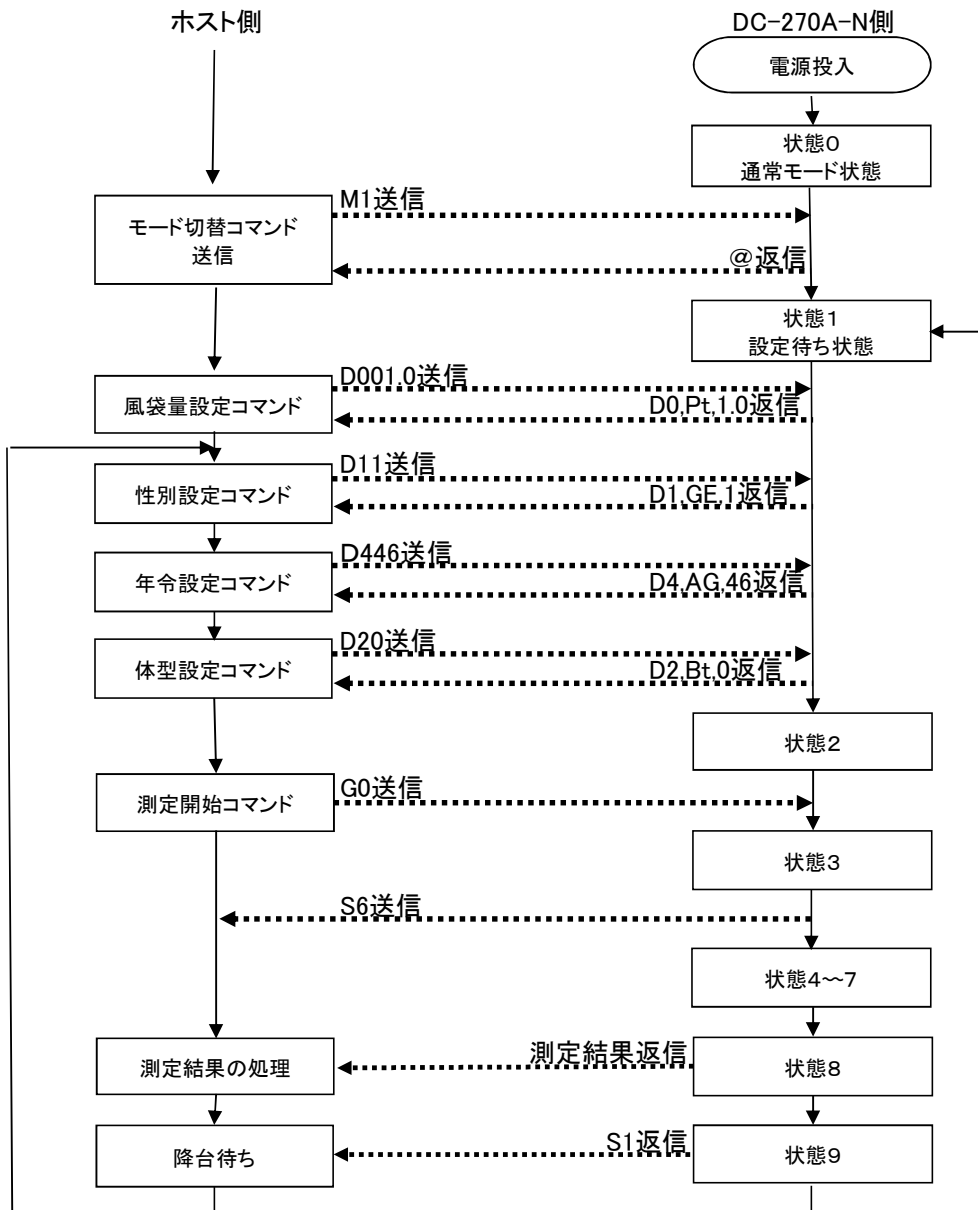 ホスト側
DC-270A-N側
電源投入
状態0
通常モード状態
M1送信
モード切替コマンド
送信
@返信
状態1
設定待ち状態
D001.0送信
風袋量設定コマンド
D0,Pt,1.0返信
D11送信
性別設定コマンド
D1,GE,1返信
D446送信
年令設定コマンド
D4,AG,46返信
D20送信
体型設定コマンド
D2,Bt,0返信
状態2
G0送信
測定開始コマンド
状態3
S6送信
状態4~7
測定結果返信
測定結果の処理
状態8
S1返信
降台待ち
状態9